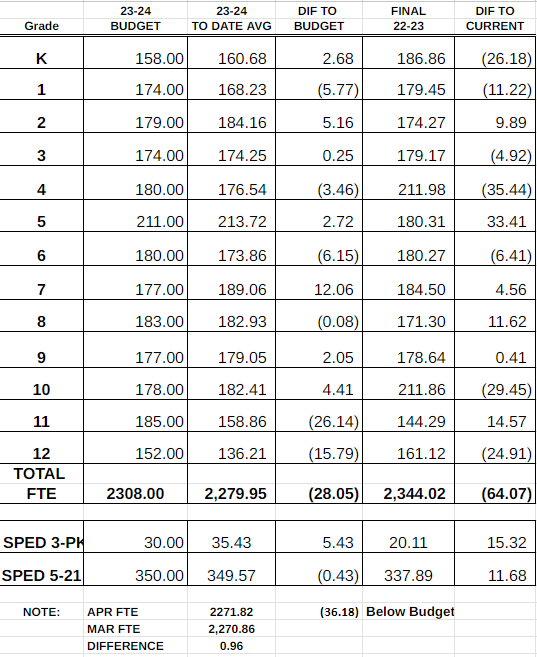 23-24 23-24 DIF TO FINAL DIF TO
Grade BUDGET TO DATE AVG BUDGET 22-23 CURRENT
K 158.00 160.68 2.68 186.86 (26.18)
1 174.00 168.23 (5.77) 179.45 (11.22)
2 179.00 184.16 5.16 174.27 9.89
3 174.00 174.25 0.25 179.17 (4.92)
4 180.00 176.54 (3.46) 211.98 (35.44)
5 211.00 213.72 2.72 180.31 33.41
6 180.00 173.86 (6.15) 180.27 (6.41)
7 177.00 189.06 12.06 184.50 4.56
8 183.00 182.93 (0.08) 171.30 11.62
9 177.00 179.05 2.05 178.64 0.41
10 178.00 182.41 4.41 211.86 (29.45)
11 185.00 158.86 (26.14) 144.29 14.57
12 152.00 136.21 (15.79) 161.12 (24.91)
TOTAL
FTE 2308.00 2,279.95 (28.05) 2,344.02 (64.07)
SPED 3-PK 30.00 35.43 5.43 20.11 15.32
SPED 5-21 350.00 349.57 (0.43) 337.89 11.68
NOTE: APR FTE 2271.82 (36.18) Below Budget
MAR FTE 2,270.86
DIFFERENCE 0.96